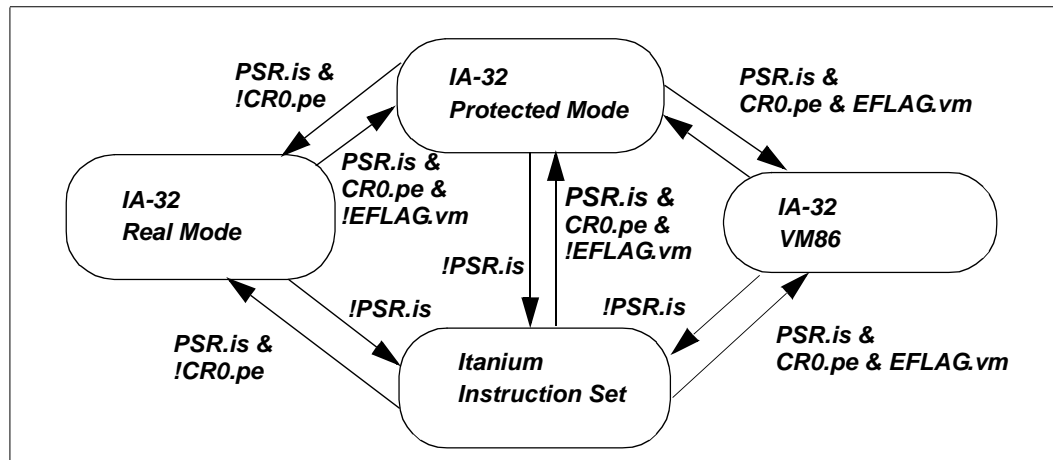 IA-32
Protected Mode
PSR.is &
!CR0.pe
PSR.is &
CR0.pe & EFLAG.vm
PSR.is &
CR0.pe &
!EFLAG.vm
IA-32
Real Mode
PSR.is &
CR0.pe &
!EFLAG.vm
IA-32
VM86
!PSR.is
!PSR.is
!PSR.is
PSR.is &
!CR0.pe
Itanium
Instruction Set
PSR.is &
CR0.pe & EFLAG.vm